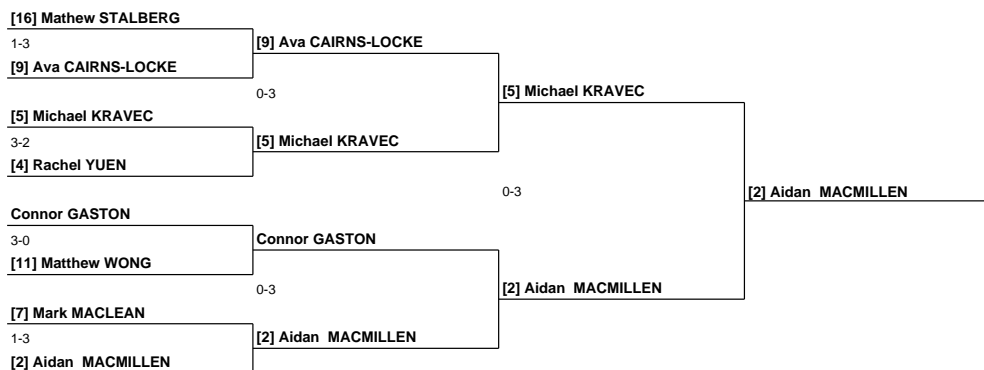 [16] Mathew STALBERG
1-3
[9] Ava CAIRNS-LOCKE
[9] Ava CAIRNS-LOCKE
0-3
[5] Michael KRAVEC
[5] Michael KRAVEC
3-2
[5] Michael KRAVEC
[4] Rachel YUEN
0-3
[2] Aidan  MACMILLEN
Connor GASTON
3-0
Connor GASTON
[11] Matthew WONG
0-3
[2] Aidan  MACMILLEN
[7] Mark MACLEAN
1-3
[2] Aidan  MACMILLEN
[2] Aidan  MACMILLEN